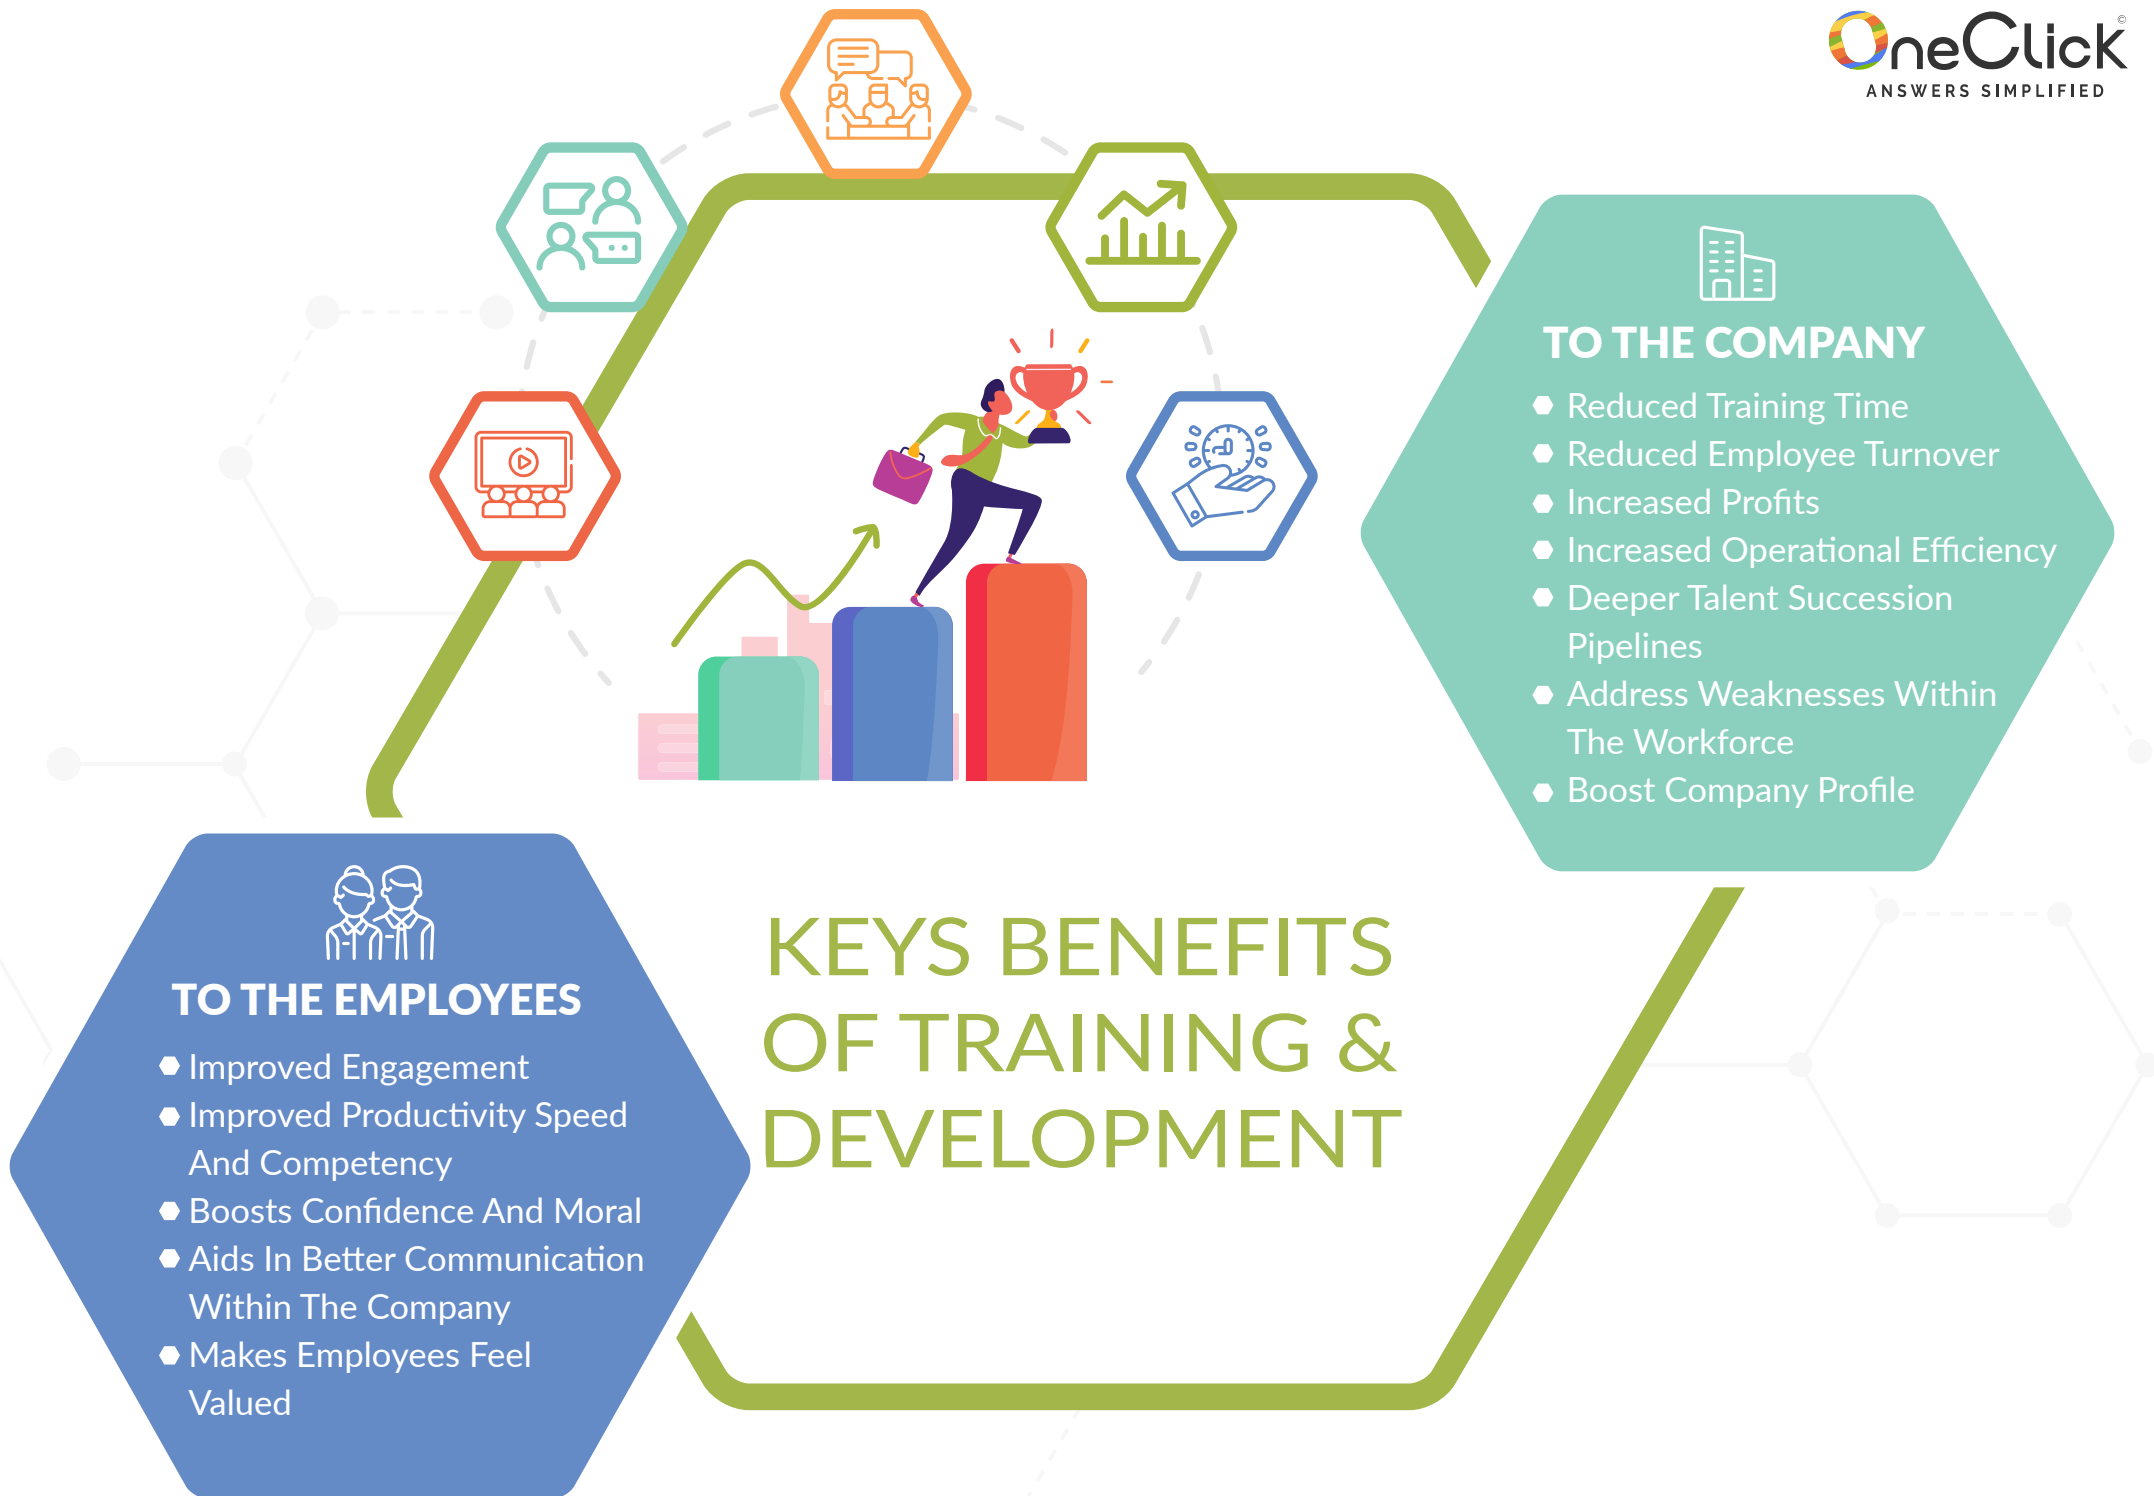 OneClick©
ANSWERS SIMPLIFIED
TO THE COMPANY
Reduced Training Time
Reduced Employee Turnover
Increased Profits
Increased Operational Efficiency
Deeper Talent Succession
Pipelines
Address Weaknesses Within
The Workforce
Boost Company Profile
KEYS BENEFITS
OF TRAINING &
DEVELOPMENT
TO THE EMPLOYEES
Improved Engagement
Improved Productivity Speed
And Competency
Boosts Confidence And Moral
Aids In Better Communication
Within The Company
Makes Employees Feel
Valued